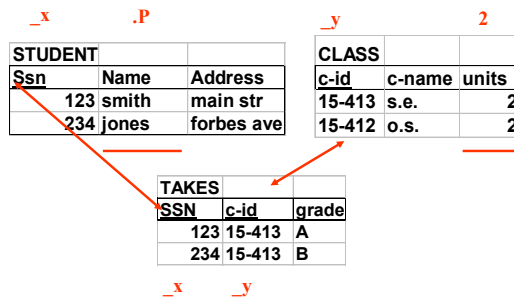 _x .P _y 2
STUDENT
Ssn Name Address
123 smith main str
234 jones forbes ave
CLASS
c-id c-name units
15-413 s.e. 2
15-412 o.s. 2
TAKES
SSN c-id grade
123 15-413 A
234 15-413 B
_x _y